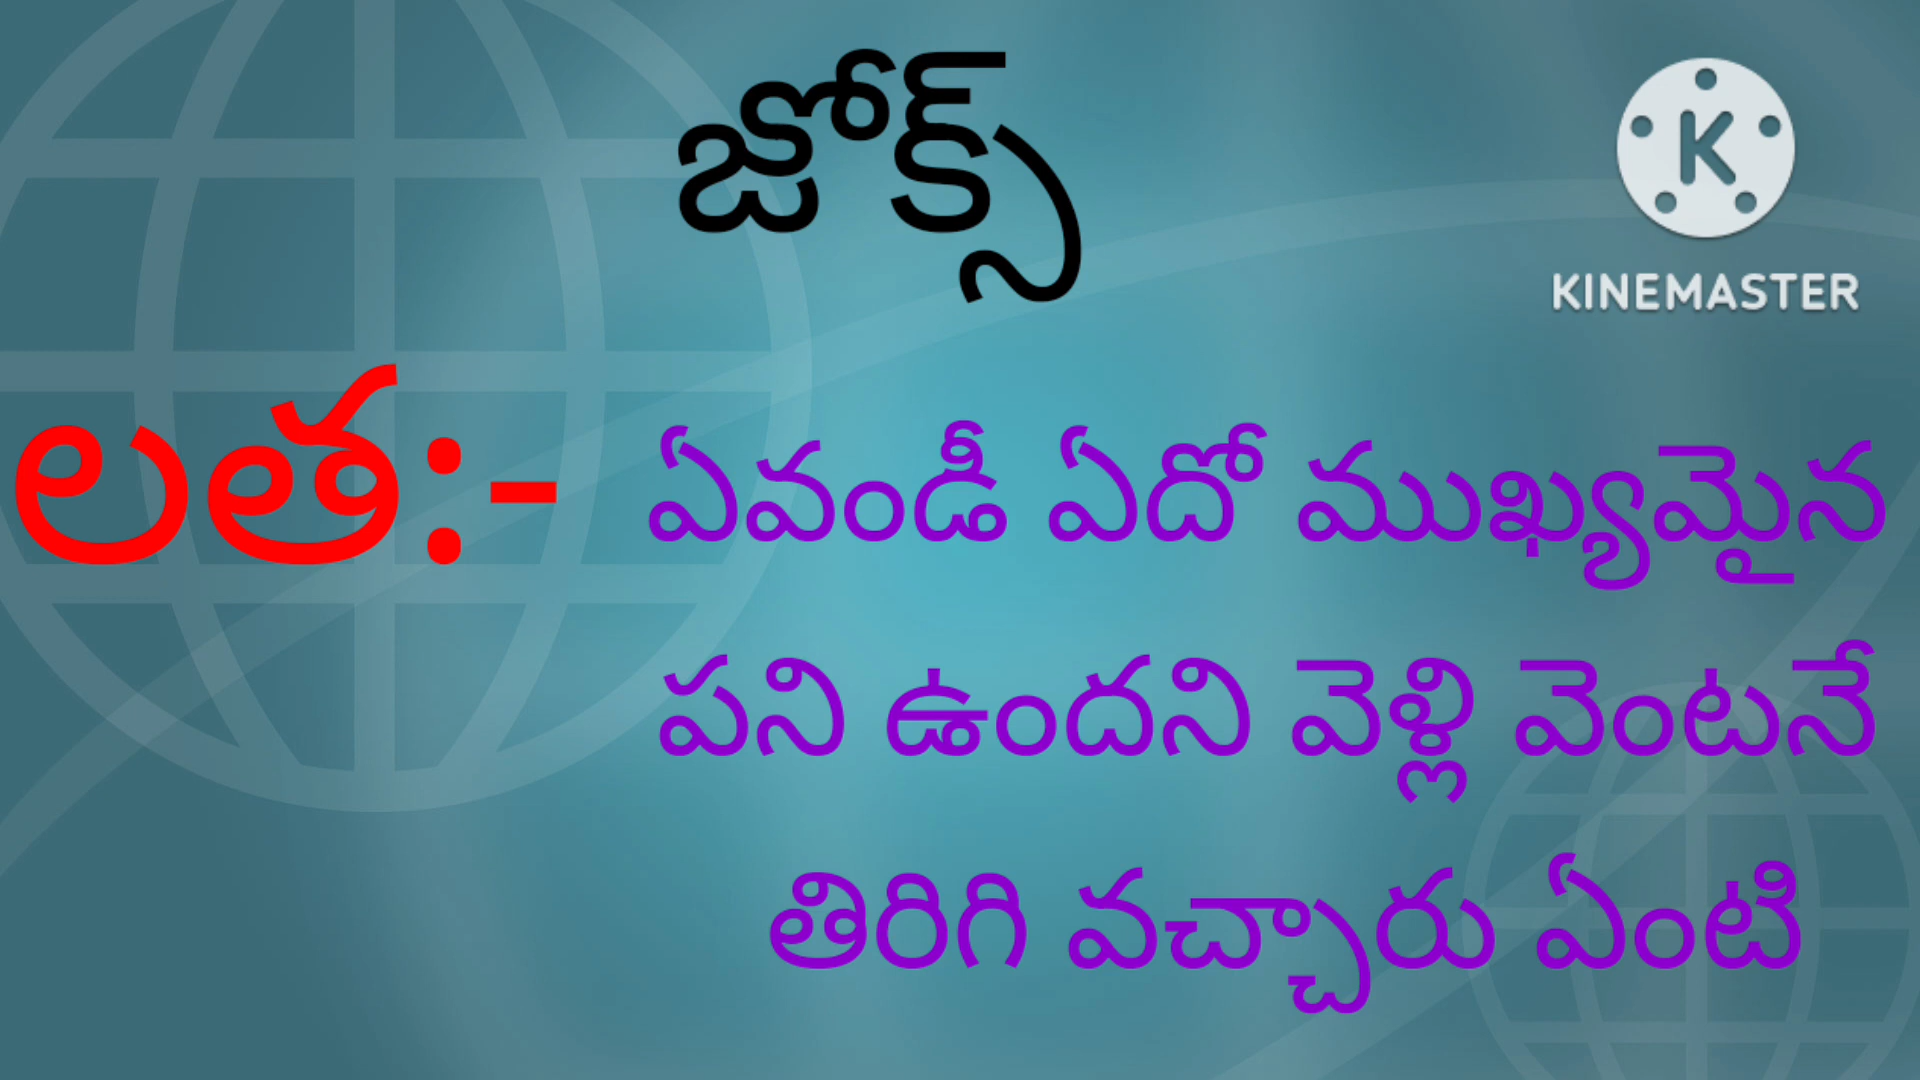 జోక్స్
KINEMASTER
లత:- ఏవండీ ఏదో ముఖ్యమైన
పని ఉందని వెళ్లి వెంటనే
తిరిగి వచ్చారు ఏంటి